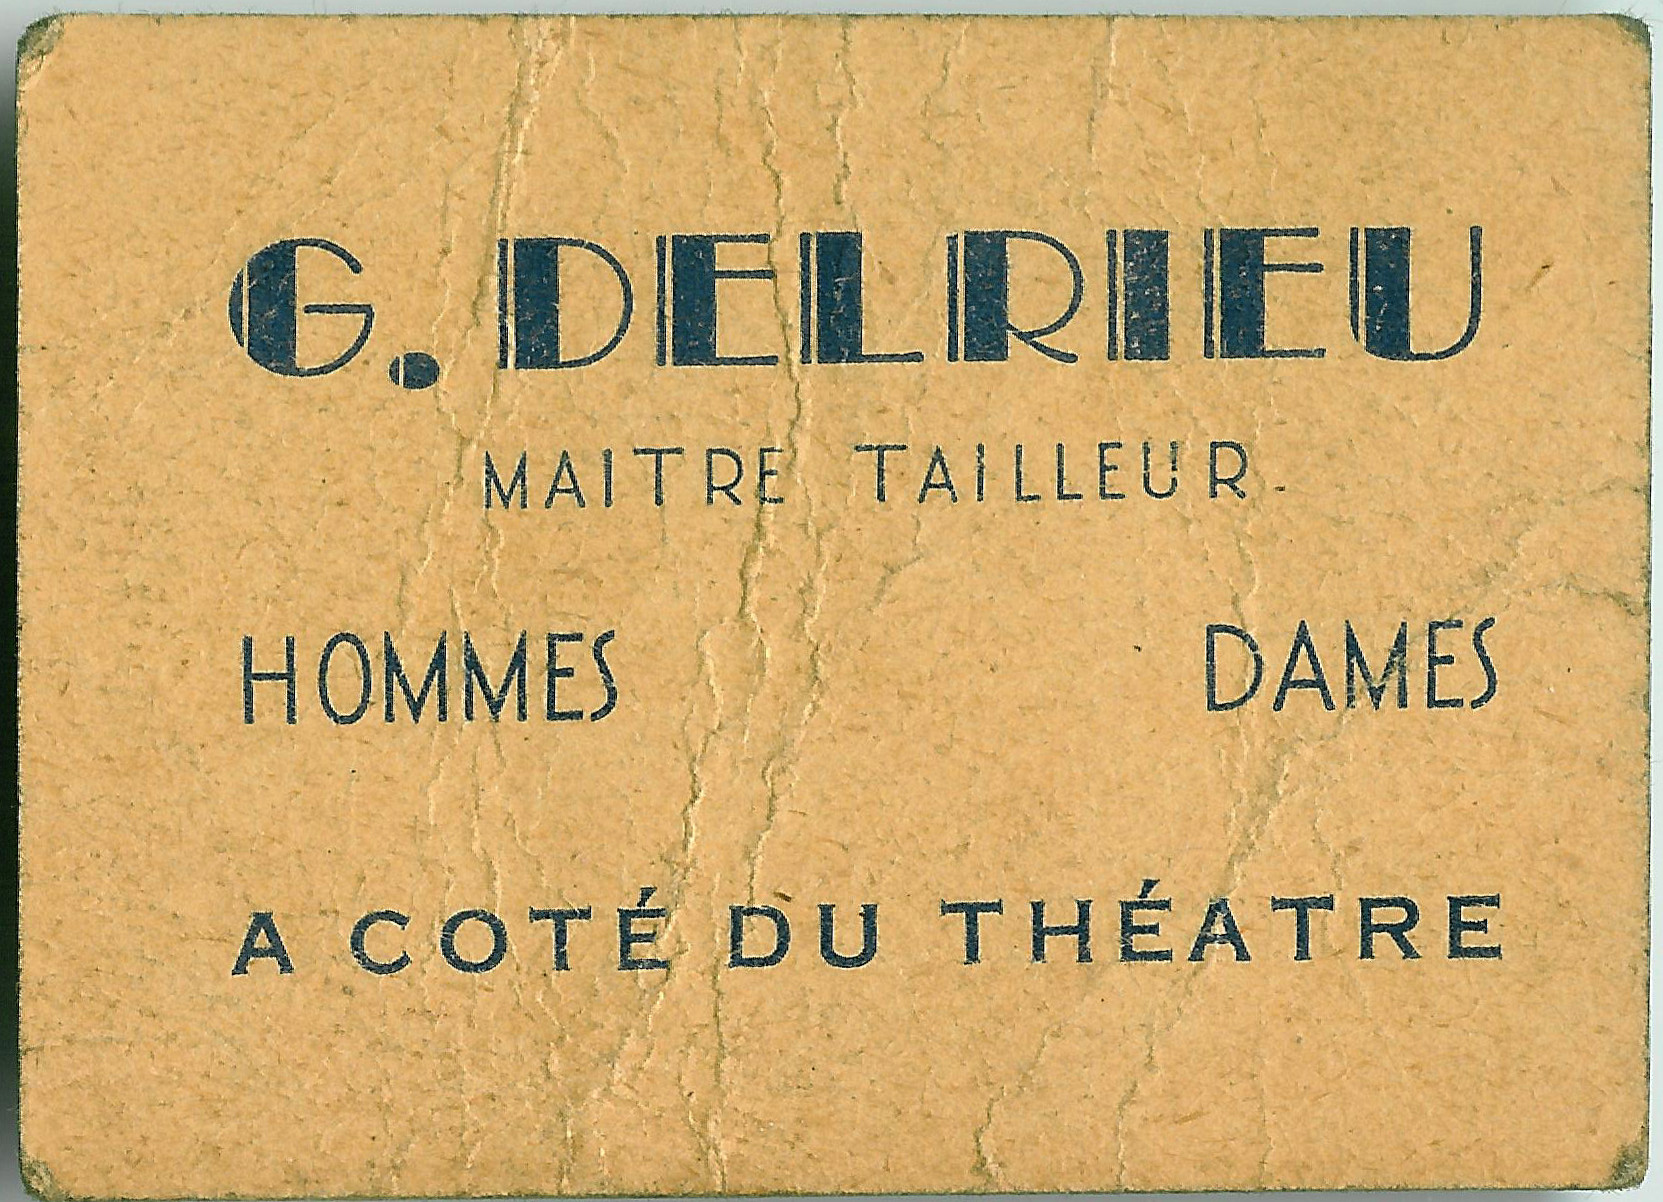 G. DELRIEU
MAITRE TAILLEUR
HOMMES DAMES
A COTÉ DU THÉATRE